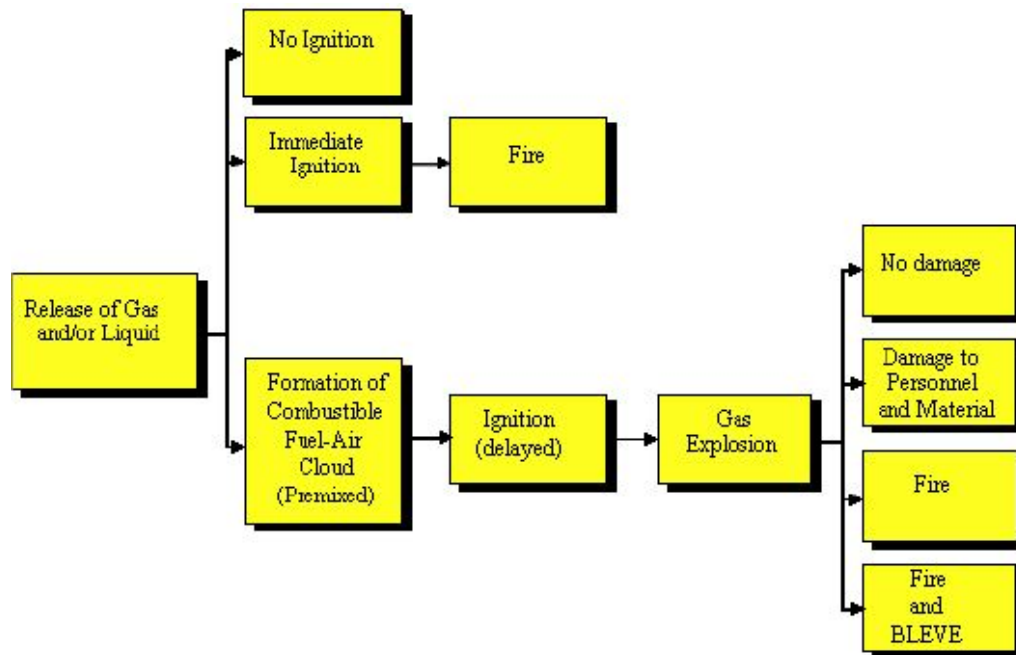 No Ignition
Immediate
Ignition
Fire
Release of Gas
and/or Liquid
Formation of
Combustible
Fuel-Air
Cloud
(Premixed)
Ignition
(delayed)
Gas
Explosion
No damage
Damage to
Personnel
and Material
Fire
Fire
and
BLEVE